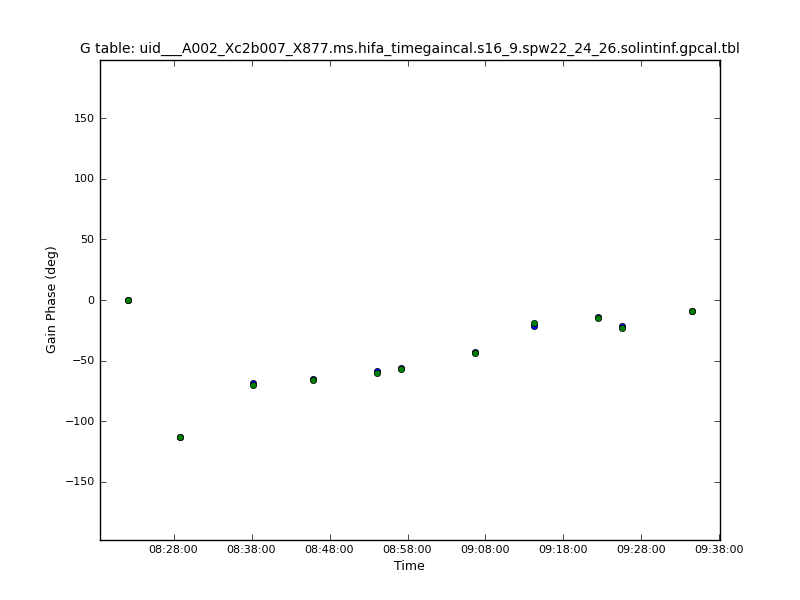 G table: uid___A002_Xc2b007_X877.ms.hifa_timegaincal.s16_9.spw22_24_26.solintinf.gpcal.tbl
Gain Phase (deg)
150
100
50
0
−50
−100
−150
08:28:00 08:38:00 08:48:00 08:58:00 09:08:00 09:18:00 09:28:00 09:38:00
Time